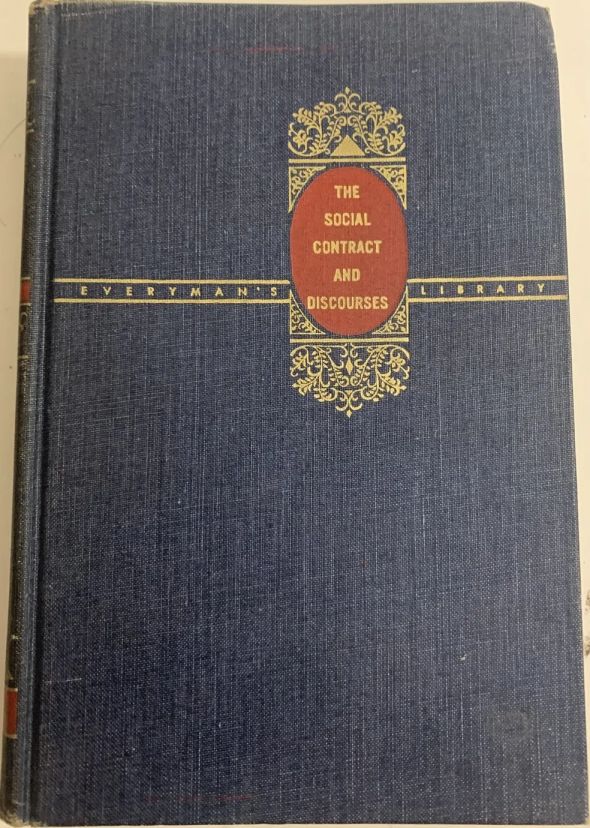 THE
SOCIAL
CONTRACT
AND
DISCOURSES
EVERYMAN'S LIBRARY